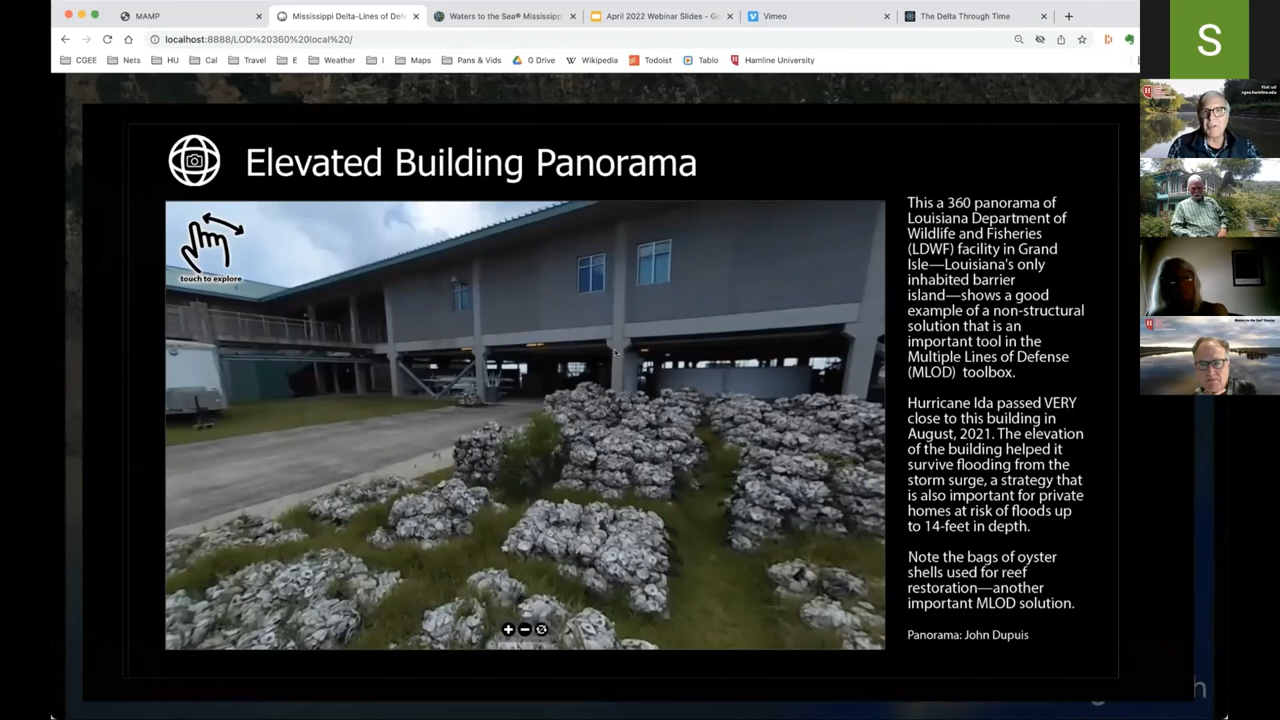 MAMP
Mississippi Delta-Lines of Def
Waters to the Sea® Mississipp
April 2022 Webinar Slides - Go
Vimeo
The Delta Through Time
localhost:8888/LOD%20360%20local%20/
CGEE
Nets
HU
Cal
Travel
E
Weather
I
Maps
Pans & Vids
G Drive
Wikipedia
Todoist
Tablo
Hamline University
S
Visit us!
cgee.hamline.edu
Elevated Building Panorama
touch to explore
This a 360 panorama of
Louisiana Department of
Wildlife and Fisheries
(LDWF) facility in Grand
Isle—Louisiana's only
inhabited barrier
island—shows a good
example of a non-structural
solution that is an
important tool in the
Multiple Lines of Defense
(MLOD) toolbox.
Hurricane Ida passed VERY
close to this building in
August, 2021. The elevation
of the building helped it
survive flooding from the
storm surge, a strategy that
is also important for private
homes at risk of floods up
to 14-feet in depth.
Note the bags of oyster
shells used for reef
restoration—another
important MLOD solution.
Panorama: John Dupuis